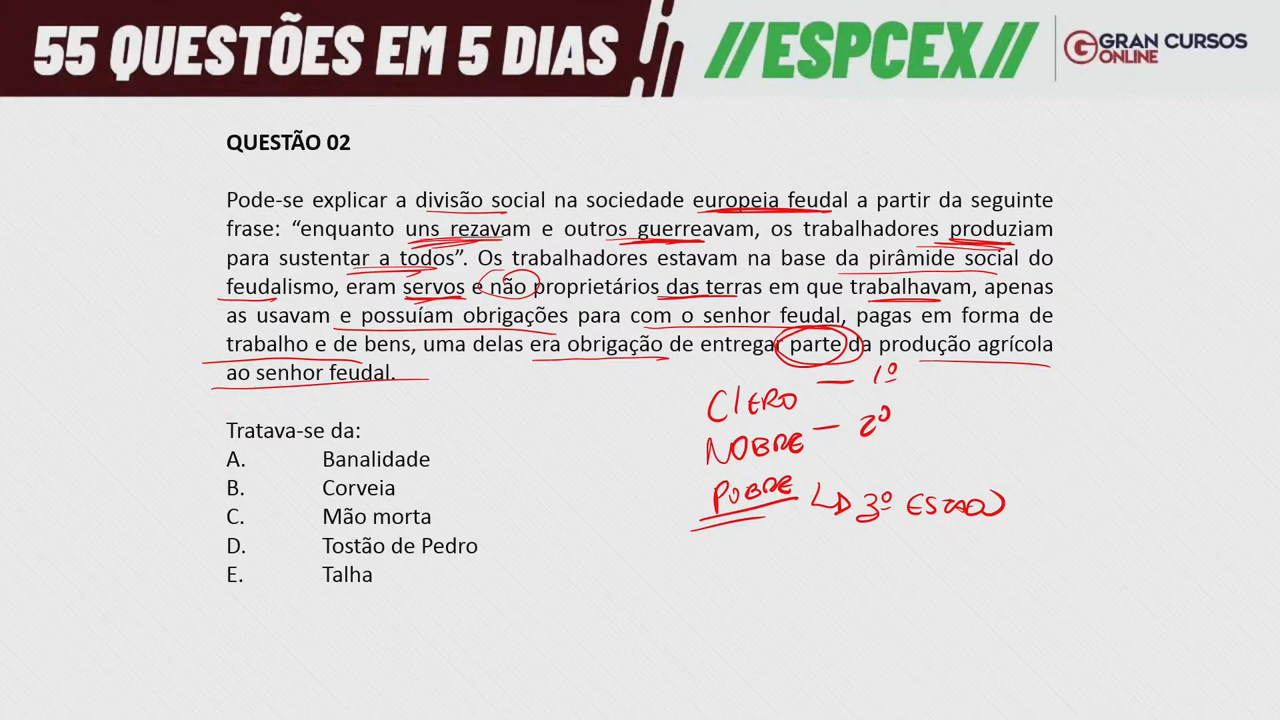 55 QUESTÕES EM 5 DIAS
//ESPCEX//
GRAN CURSOS
ONLINE
QUESTÃO 02
Pode-se explicar a divisão social na sociedade europeia feudal a partir da seguinte
frase: “enquanto uns rezavam e outros guerreavam, os trabalhadores produziam
para sustentar a todos”. Os trabalhadores estavam na base da pirâmide social do
feudalismo, eram servos e não proprietários das terras em que trabalhavam, apenas
as usavam e possuíam obrigações para com o senhor feudal, pagas em forma de
trabalho e de bens, uma delas era obrigação de entregar parte da produção agrícola
ao senhor feudal.
CLERO — 1º
NOBRE — 2º
POBRE 3º ESTADO
Tratava-se da:
A. Banalidade
B. Corveia
C. Mão morta
D. Tostão de Pedro
E. Talha